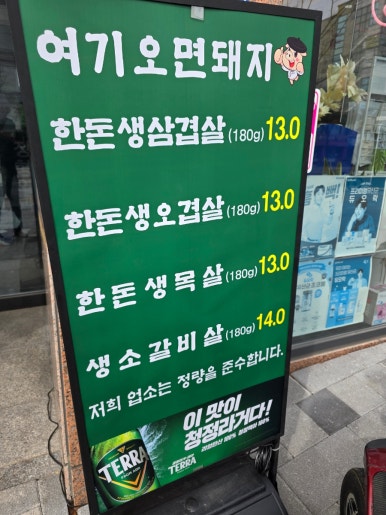 여기오면돼지
한돈생삼겹살(180g)13.0
한돈생오겹살(180g)13.0
한돈생목살(180g)13.0
생소갈비살(180g)14.0
저희 업소는 정량을 준수합니다.
이 맛이
청정라거다!
TERRA
TERRA
듀오락